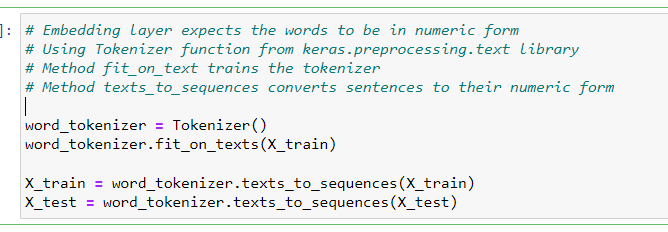 ]: # Embedding layer expects the words to be in numeric form
# Using Tokenizer function from keras.preprocessing.text library
# Method fit_on_text trains the tokenizer
# Method texts_to_sequences converts sentences to their numeric form
word_tokenizer = Tokenizer()
word_tokenizer.fit_on_texts(X_train)
X_train = word_tokenizer.texts_to_sequences(X_train)
X_test = word_tokenizer.texts_to_sequences(X_test)